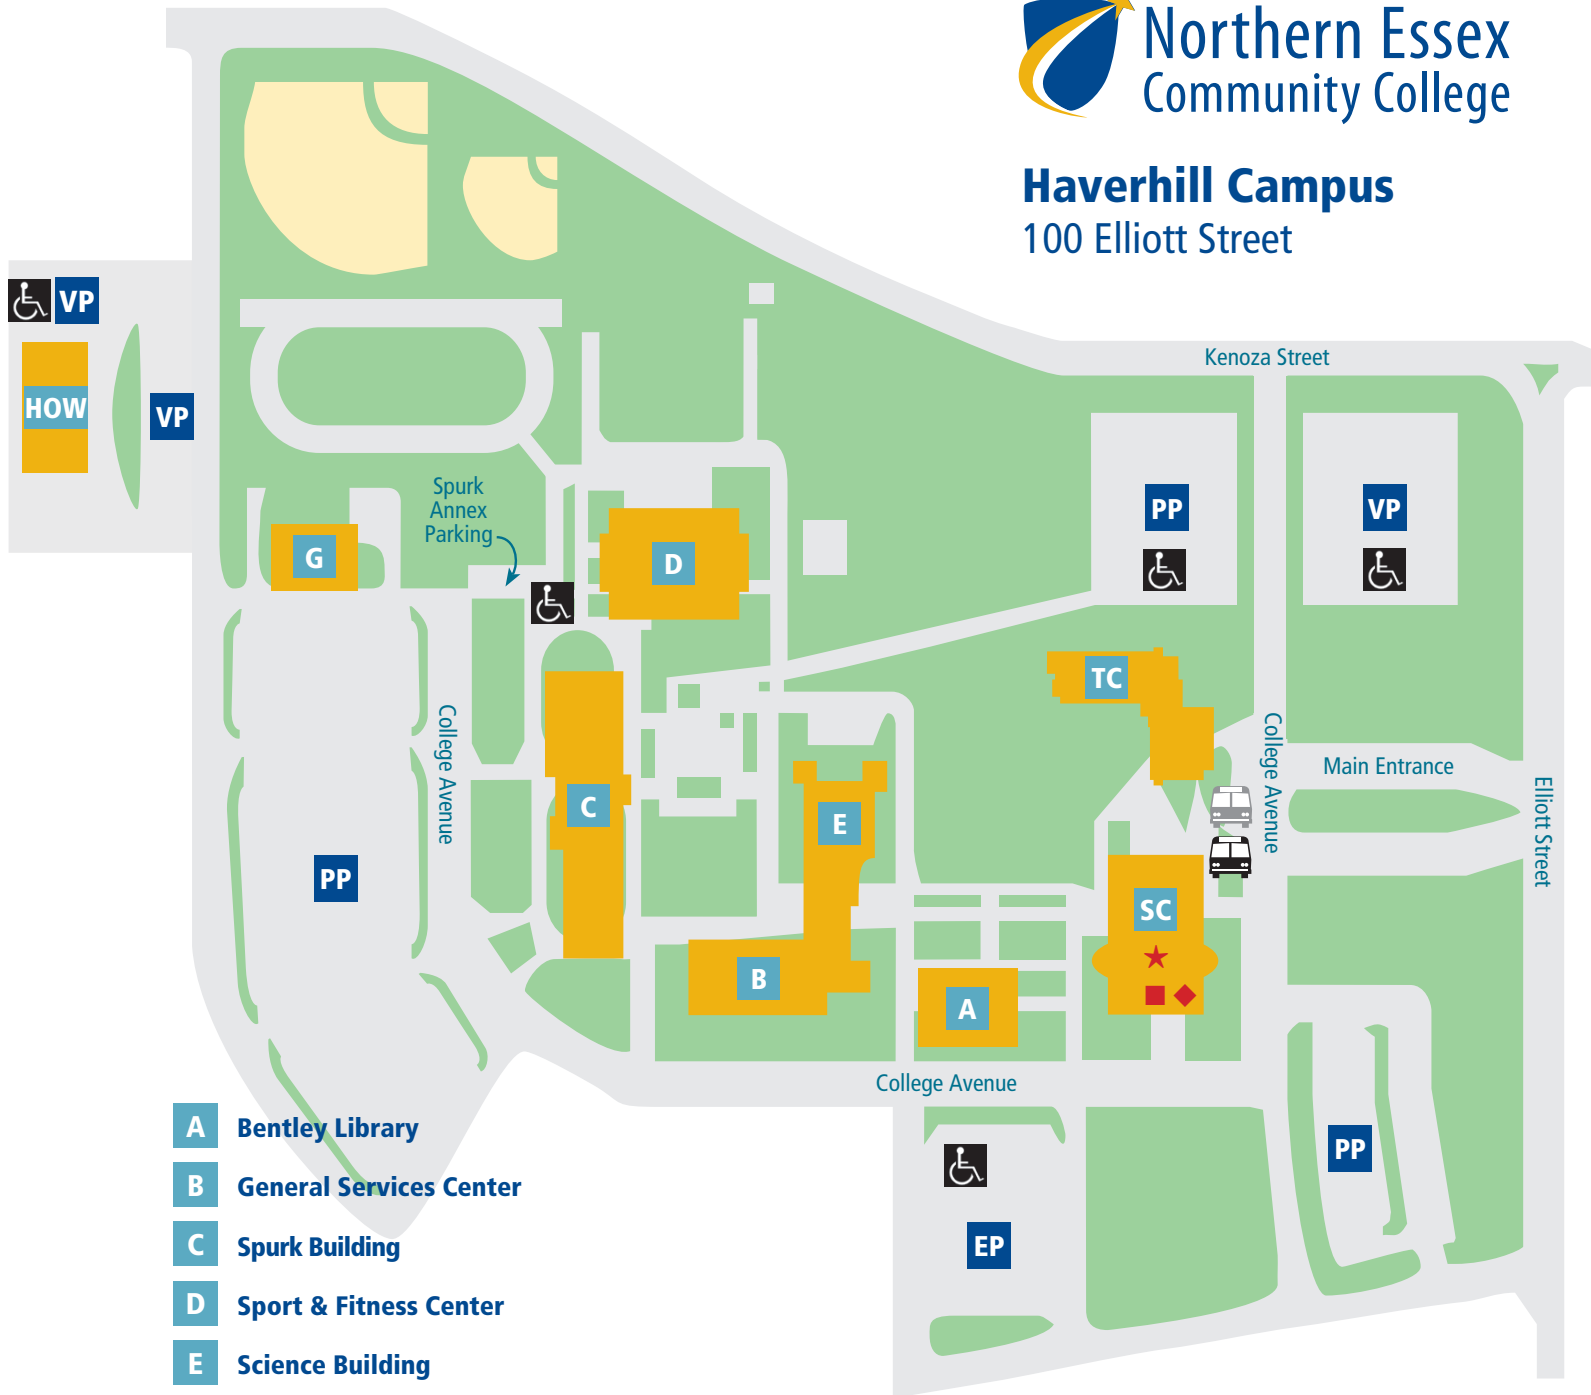 Northern Essex
Community College
Haverhill Campus
100 Elliott Street
VP
HOW
VP
Kenoza Street
Spurk
Annex
Parking
PP
VP
G
D
TC
College Avenue
College Avenue
Main Entrance
Elliott Street
C
E
PP
SC
B
A
College Avenue
PP
EP
A Bentley Library
B General Services Center
C Spurk Building
D Sport & Fitness Center
E Science Building